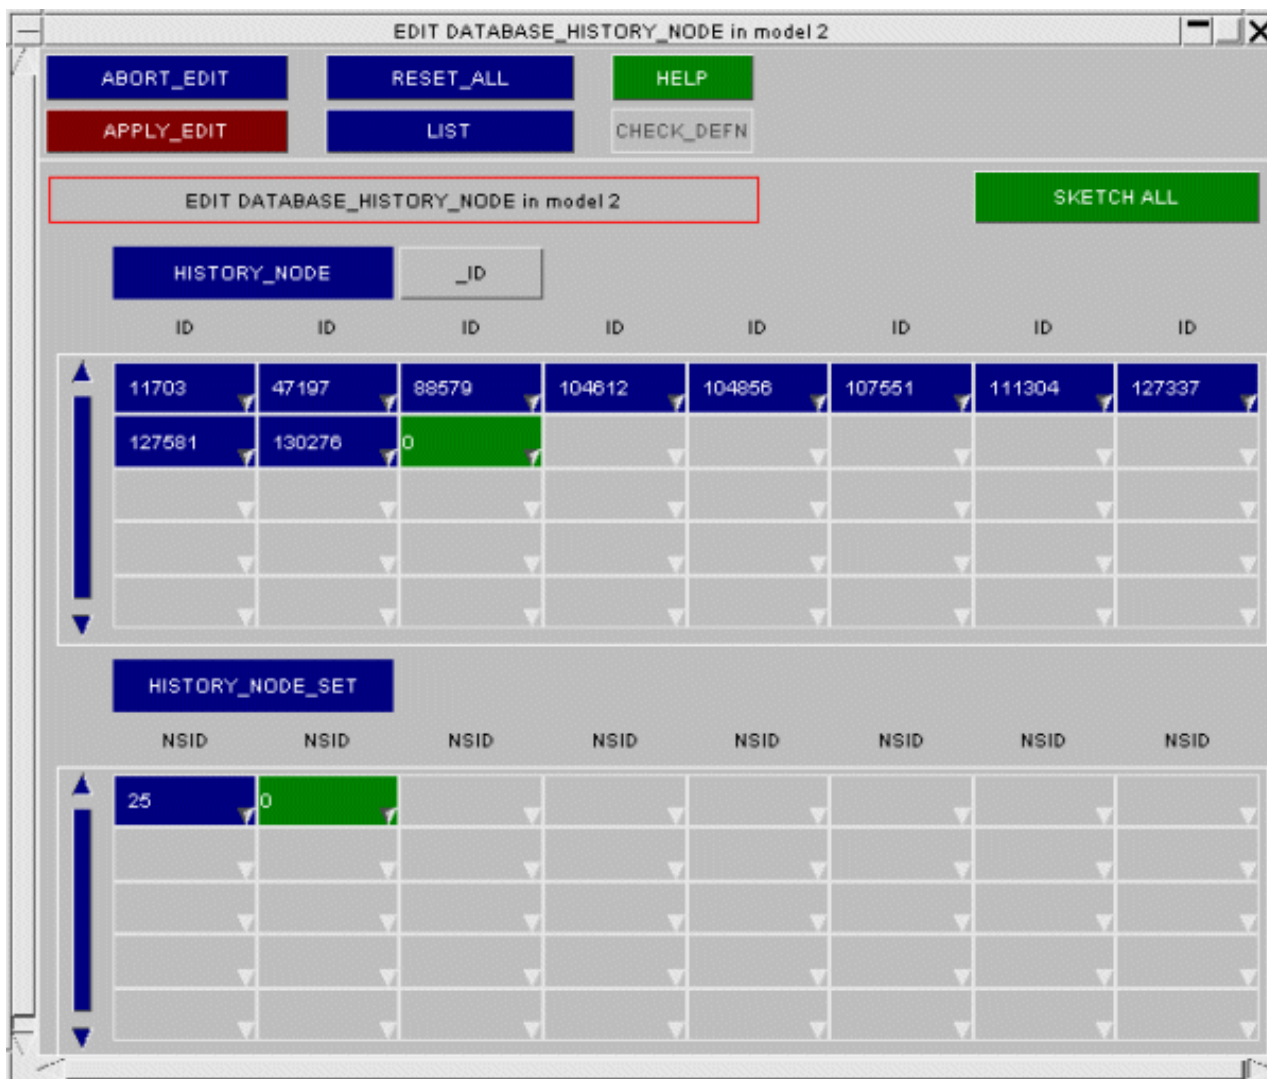 EDIT DATABASE_HISTORY_NODE in model 2
ABORT_EDIT RESET_ALL HELP
APPLY_EDIT LIST CHECK_DEFN
EDIT DATABASE_HISTORY_NODE in model 2 SKETCH ALL
HISTORY_NODE _ID
ID ID ID ID ID ID ID ID
11703 47197 88579 104612 104856 107551 111304 127337
127581 130276 0
HISTORY_NODE_SET
NSID NSID NSID NSID NSID NSID NSID NSID
25 0